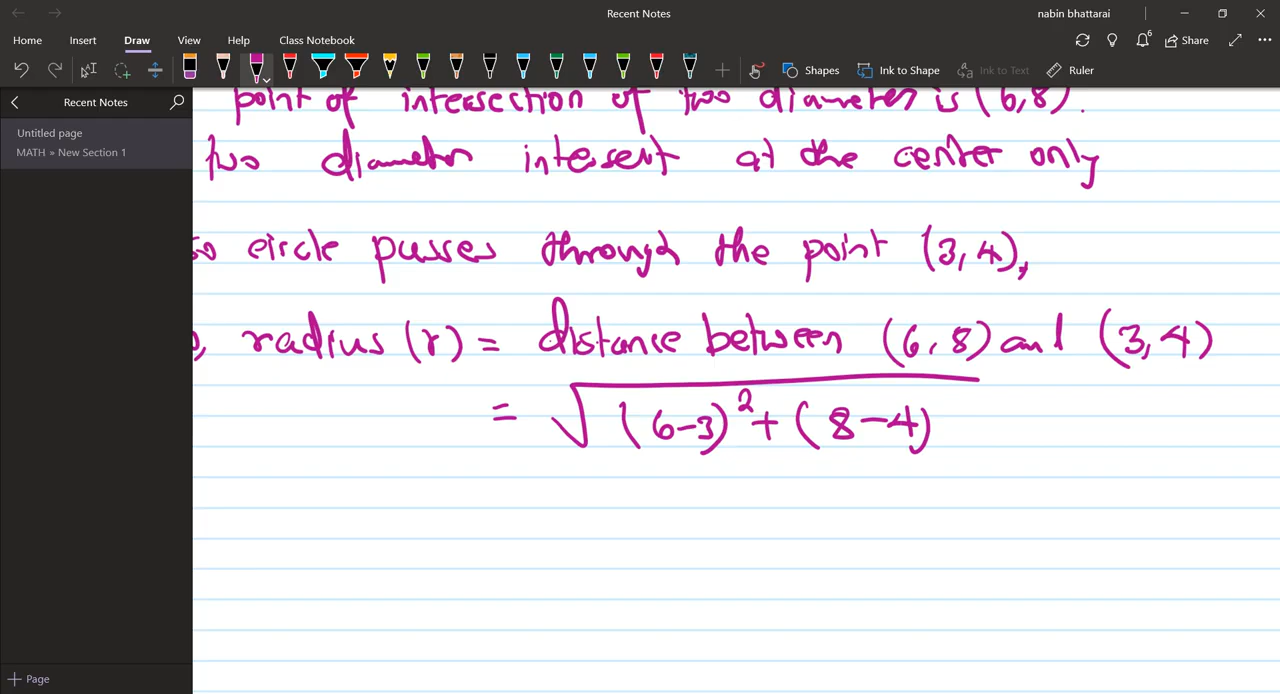 Recent Notes
nabin bhattarai
Home Insert Draw View Help Class Notebook
Share
Shapes Ink to Shape Ink to Text Ruler
Recent Notes
Untitled page
MATH » New Section 1
point of intersection of two diameter is (6,8).
two diameter intersent at the center only
so circle passes through the point (3,4),
, radius (r) = distance between (6,8) and (3,4)
= √(6-3)²+(8-4)
+ Page